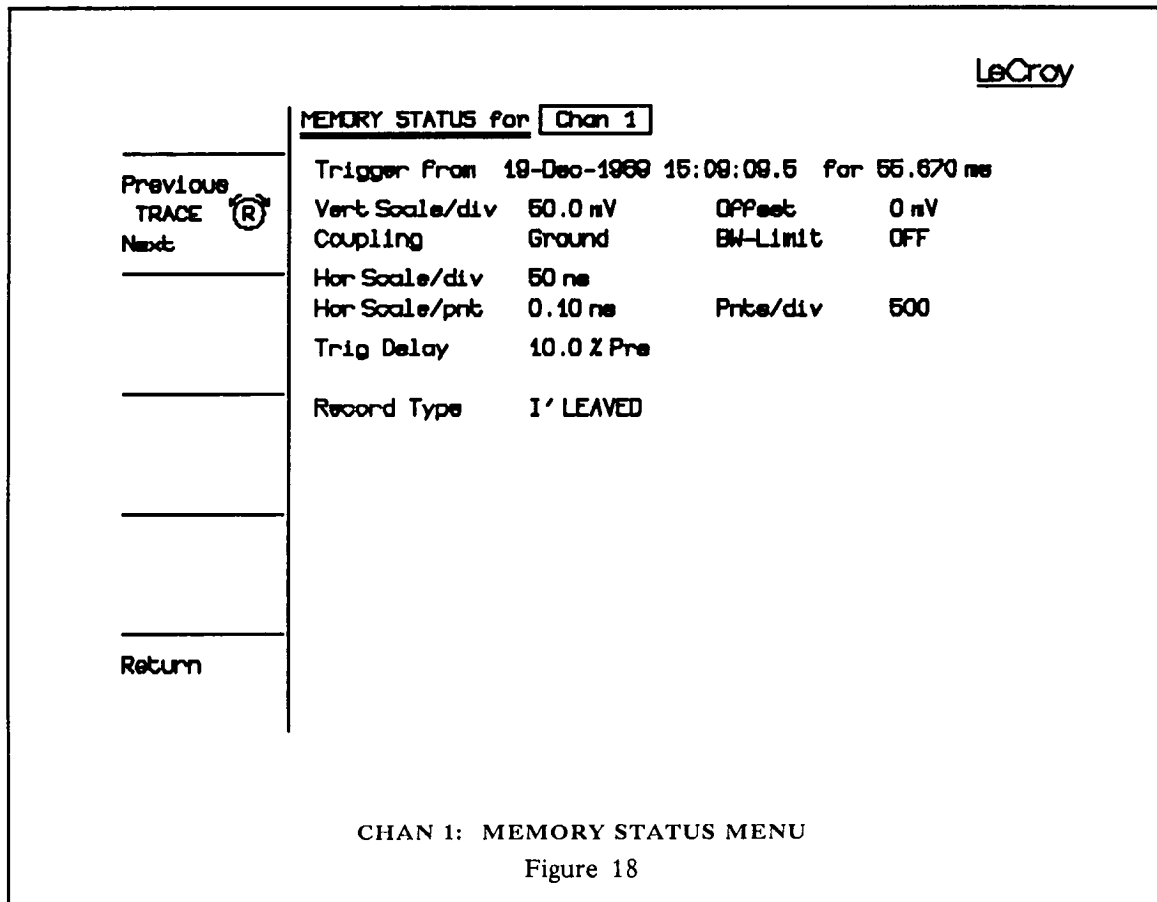 LeCroy
MEMORY STATUS for Chan 1
Trigger from 19-Dec-1989 15:09:09.5 for 55.670 ms
Previous
TRACE R
Next
Vert Scale/div 50.0 mV Offset 0 mV
Coupling Ground BW-Limit OFF
Hor Scale/div 50 ns
Hor Scale/pnt 0.10 ns Pnts/div 500
Trig Delay 10.0 % Pre
Record Type I' LEAVED
Return
CHAN 1: MEMORY STATUS MENU
Figure 18